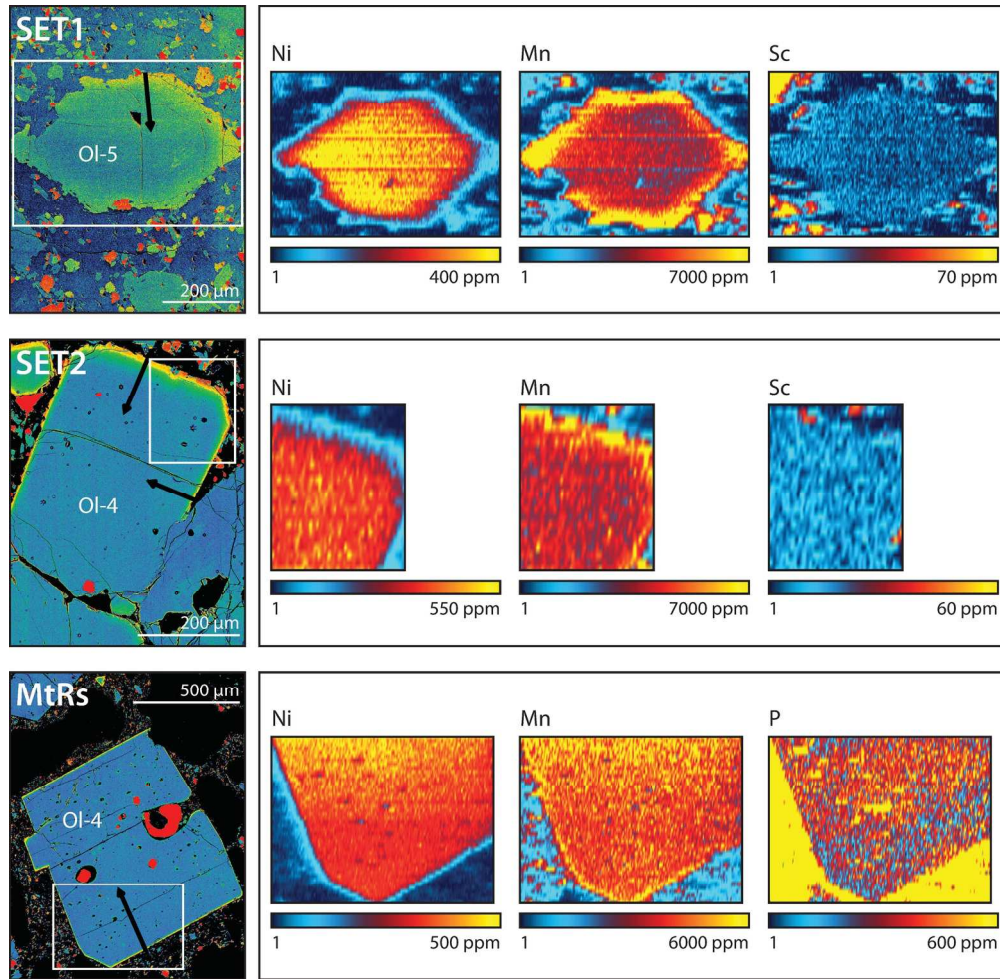 SET1
Ol-5
200 µm
Ni
Mn
Sc
1 400 ppm
1 7000 ppm
1 70 ppm
SET2
Ol-4
200 µm
Ni
Mn
Sc
1 550 ppm
1 7000 ppm
1 60 ppm
MtRs
500 µm
Ol-4
Ni
Mn
P
1 500 ppm
1 6000 ppm
1 600 ppm